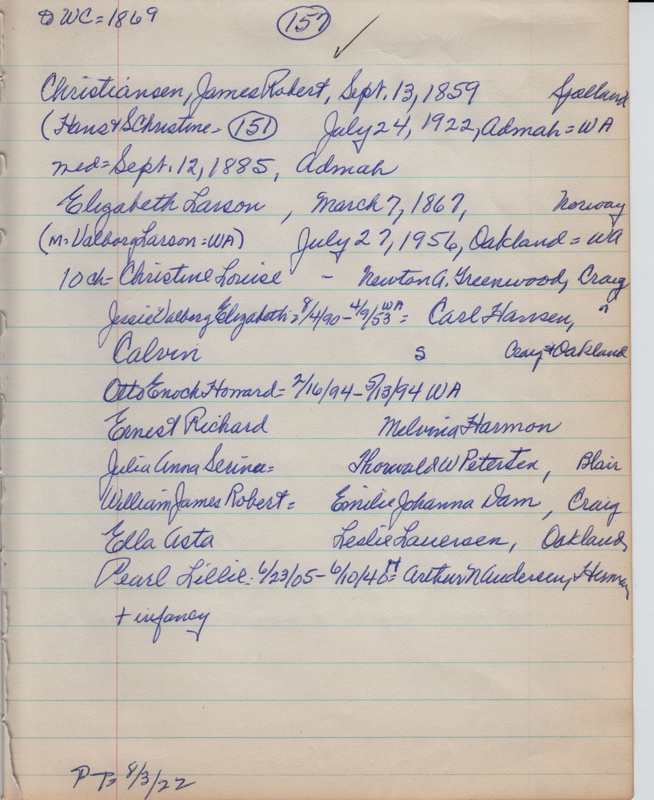 WC=1869
157
Christiansen, James Robert, Sept. 13, 1859 Sjælland
(Hans & S Christine - 151) July 24, 1922, Admah = WA
med = Sept. 12, 1885, Admah
Elizabeth Larson, March 7, 1867, Norway
(M: Valborg Larson = WA) July 27, 1956, Oakland = WA
10 ch = Christine Louise - Newton A. Greenwood, Craig
Jessie Valborg Elizabeth: 8/4/90 - 4/9/53 WA = Carl Hansen, "
Calvin s Craig & Oakland
Otto Enoch Howard = 2/16/94 - 5/13/94 WA
Ernest Richard Melvina Harmon
Julia Anna Serina = Thorwald W Petersen, Blair
William James Robert = Emilie Johanna Dam, Craig
Ella Asta Leslie Lauersen, Oakland,
Pearl Lillie: 6/23/05 - 6/10/46 = Arthur N Andersen, Herman
+ infancy
8/3/22